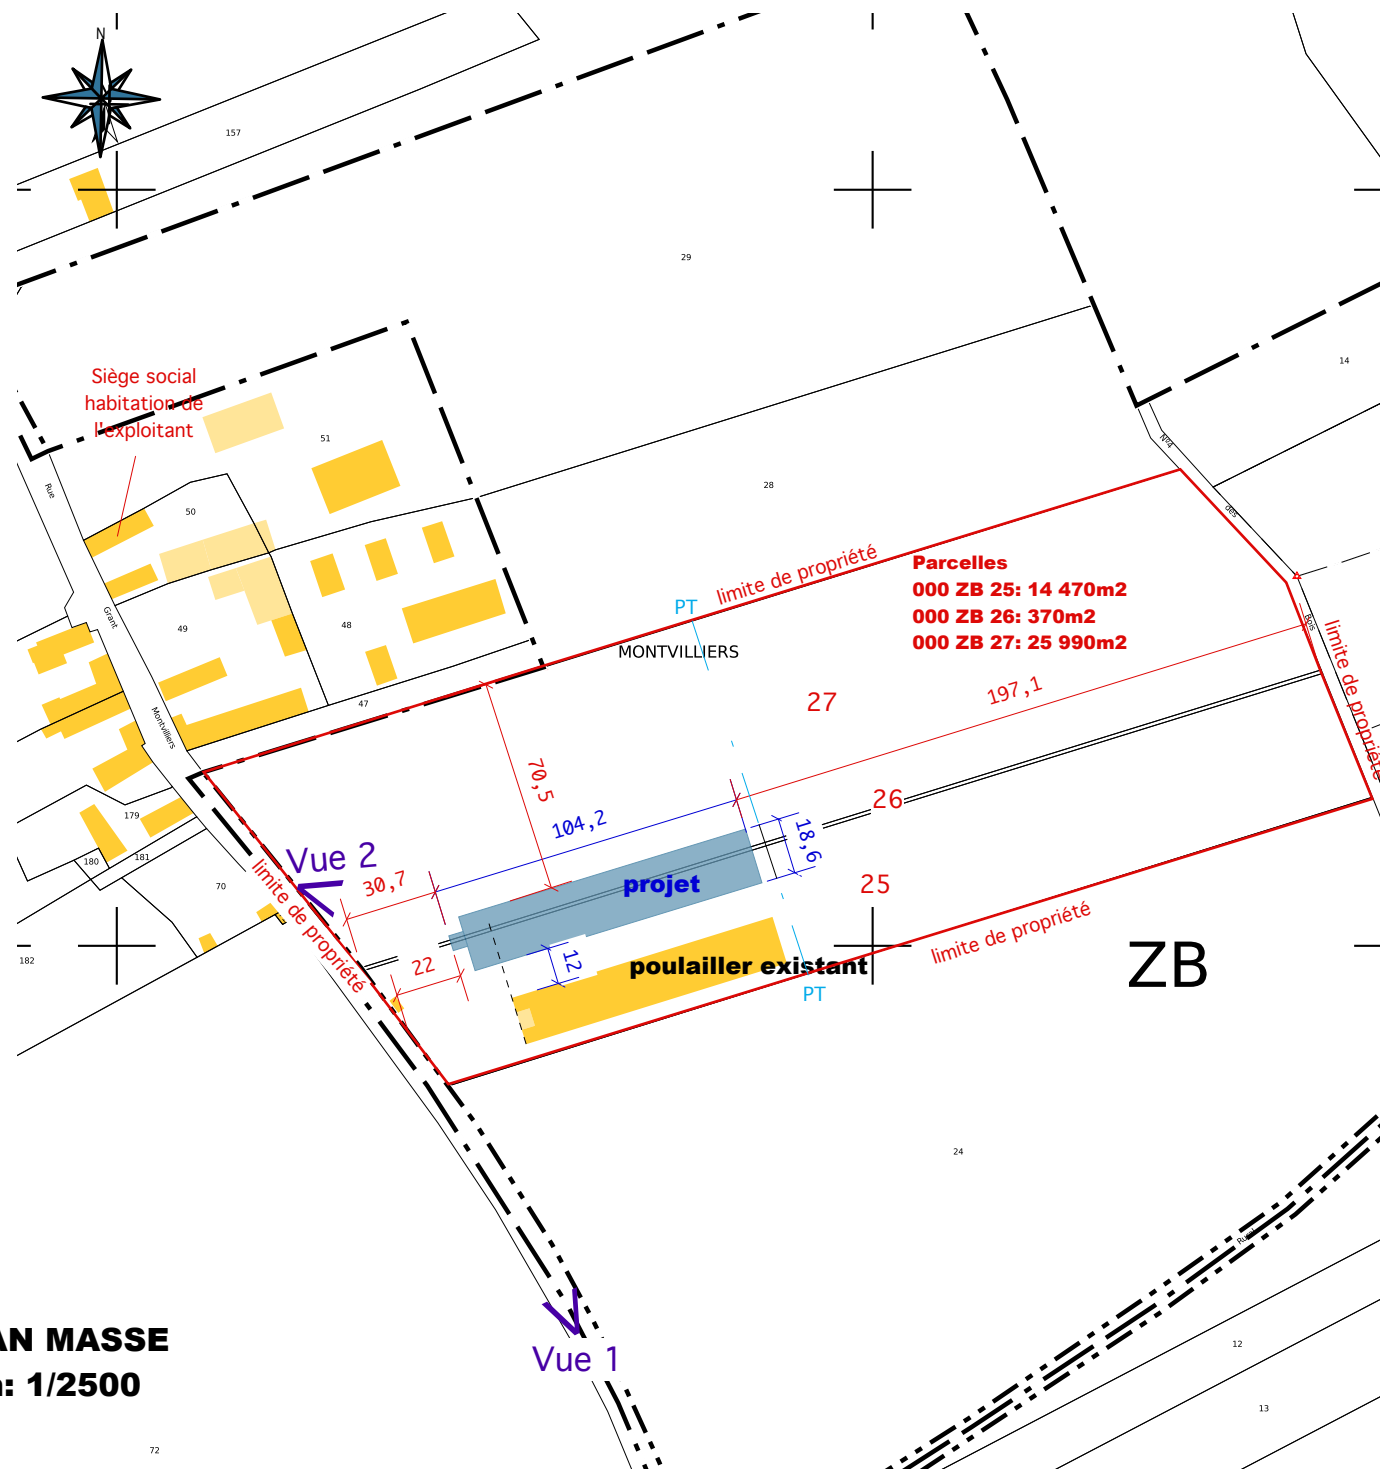 N
157
29
14
Siège social
habitation de
l'exploitant
51
Nº4
28
Rue
50
des
limite de propriété
Parcelles
000 ZB 25: 14 470m2
000 ZB 26: 370m2
000 ZB 27: 25 990m2
PT
Grant
49
48
Bois
MONTVILLIERS
limite de propriété
197,1
27
47
Montvilliers
70,5
26
104,2
179
18,6
181
180
Vue 2
30,7
projet
25
70
limite de propriété
limite de propriété
182
22
12
poulailler existant
ZB
PT
24
Rural
AN MASSE
: 1/2500
Vue 1
12
13
72